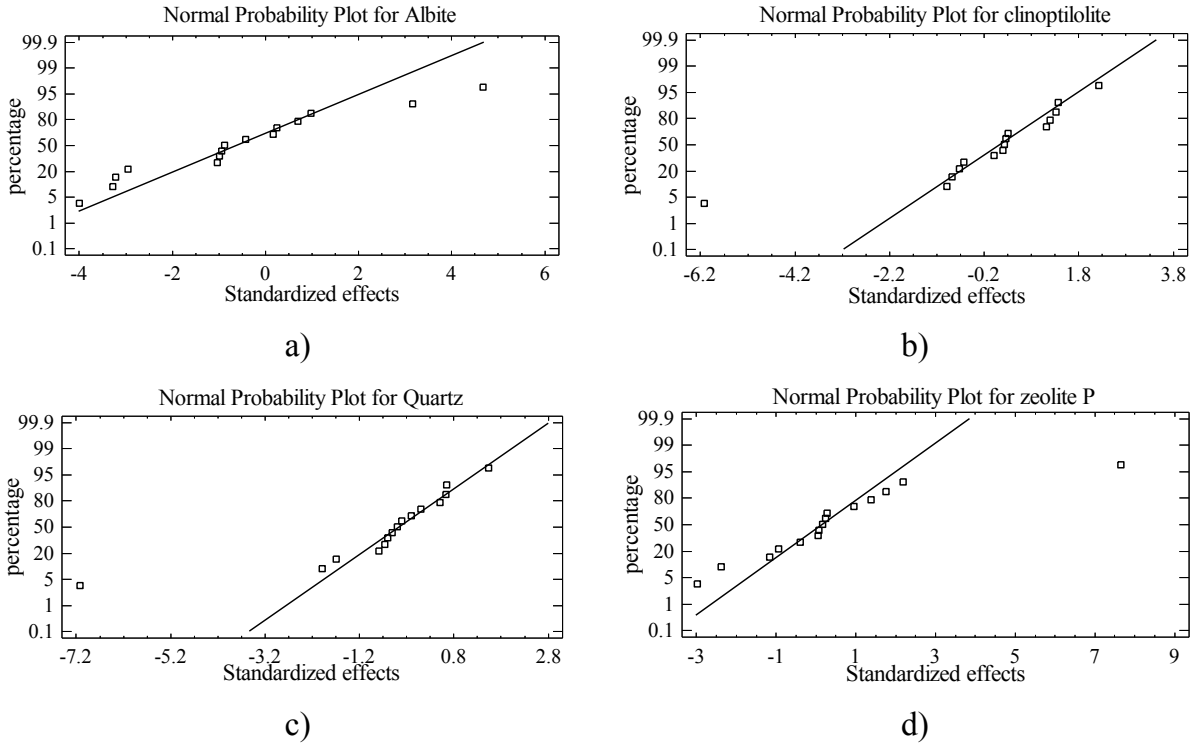 Normal Probability Plot for Albite
percentage
99.9
99
95
80
50
20
5
1
0.1
-4 -2 0 2 4 6
Standardized effects
a)
Normal Probability Plot for clinoptilolite
percentage
99.9
99
95
80
50
20
5
1
0.1
-6.2 -4.2 -2.2 -0.2 1.8 3.8
Standardized effects
b)
Normal Probability Plot for Quartz
percentage
99.9
99
95
80
50
20
5
1
0.1
-7.2 -5.2 -3.2 -1.2 0.8 2.8
Standardized effects
c)
Normal Probability Plot for zeolite P
percentage
99.9
99
95
80
50
20
5
1
0.1
-3 -1 1 3 5 7 9
Standardized effects
d)